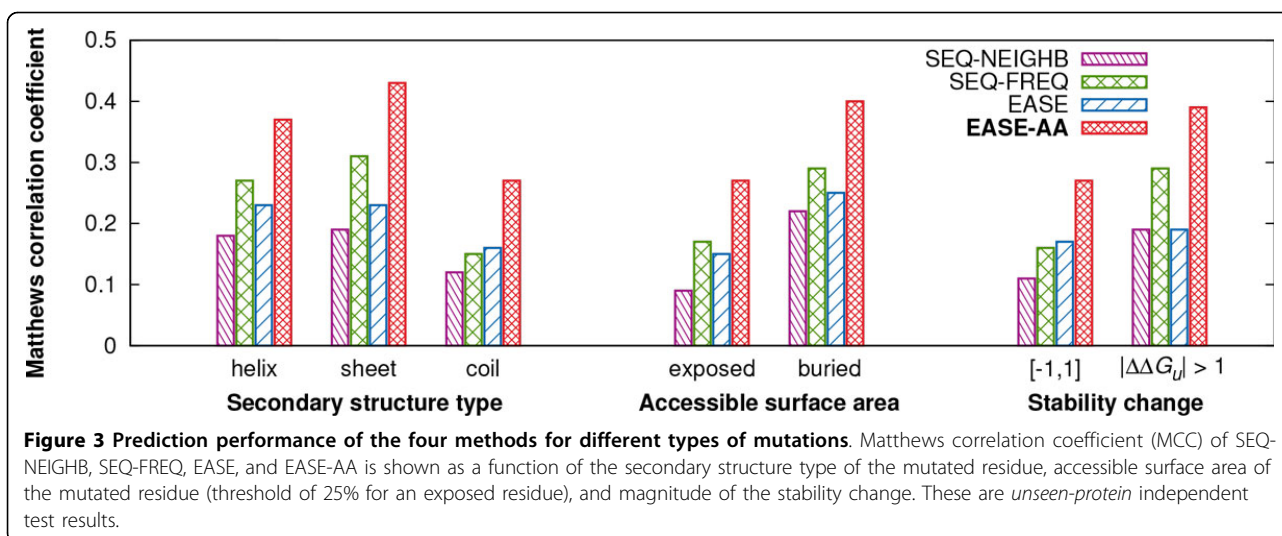 Matthews correlation coefficient
0.5
0.4
0.3
0.2
0.1
0
SEQ-NEIGHB
SEQ-FREQ
EASE
EASE-AA
helix sheet coil exposed buried [-1,1] |ΔΔG_u| > 1
Secondary structure type Accessible surface area Stability change
Figure 3 Prediction performance of the four methods for different types of mutations. Matthews correlation coefficient (MCC) of SEQ-
NEIGHB, SEQ-FREQ, EASE, and EASE-AA is shown as a function of the secondary structure type of the mutated residue, accessible surface area of
the mutated residue (threshold of 25% for an exposed residue), and magnitude of the stability change. These are unseen-protein independent
test results.